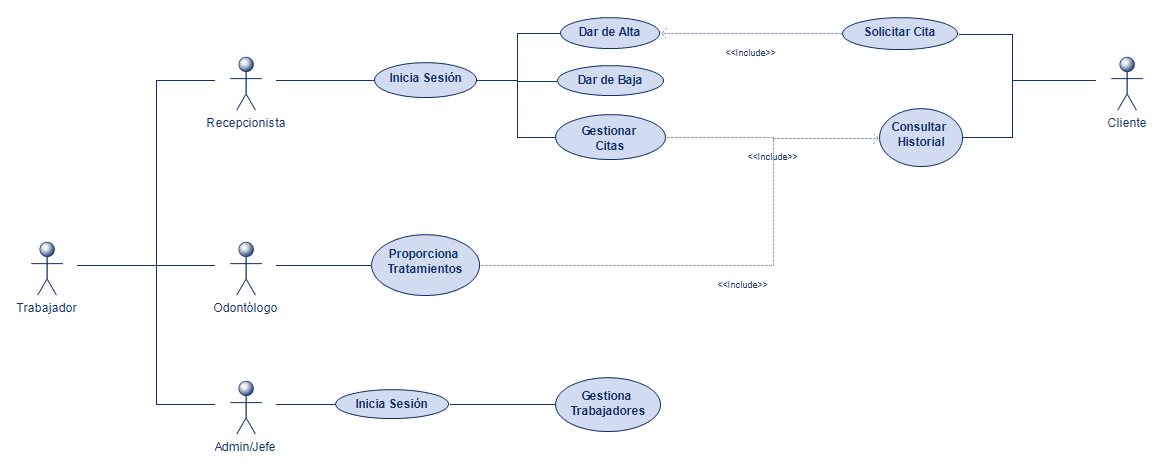 Dar de Alta
<<Include>>
Solicitar Cita
Inicia Sesión
Dar de Baja
Recepcionista
Gestionar
Citas
<<Include>>
Consultar
Historial
Cliente
Trabajador
Odontólogo
Proporciona
Tratamientos
<<Include>>
Admin/Jefe
Inicia Sesión
Gestiona
Trabajadores